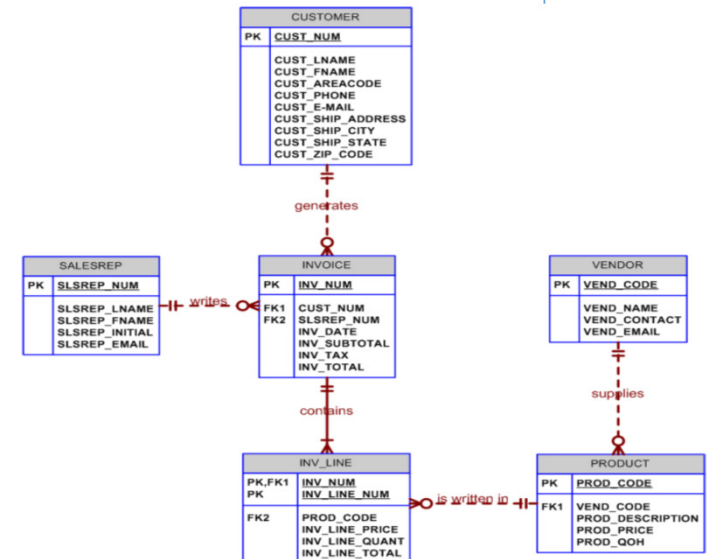 CUSTOMER
PK CUST_NUM
CUST_LNAME
CUST_FNAME
CUST_AREACODE
CUST_PHONE
CUST_E-MAIL
CUST_SHIP_ADDRESS
CUST_SHIP_CITY
CUST_SHIP_STATE
CUST_ZIP_CODE
generates
SALESREP
PK SLSREP_NUM
SLSREP_LNAME
SLSREP_FNAME
SLSREP_INITIAL
SLSREP_EMAIL
writes
INVOICE
PK INV_NUM
FK1 CUST_NUM
FK2 SLSREP_NUM
INV_DATE
INV_SUBTOTAL
INV_TAX
INV_TOTAL
VENDOR
PK VEND_CODE
VEND_NAME
VEND_CONTACT
VEND_EMAIL
contains
supplies
INV_LINE
PK,FK1 INV_NUM
PK INV_LINE_NUM
FK2 PROD_CODE
INV_LINE_PRICE
INV_LINE_QUANT
INV_LINE_TOTAL
is written in
PRODUCT
PK PROD_CODE
FK1 VEND_CODE
PROD_DESCRIPTION
PROD_PRICE
PROD_QOH